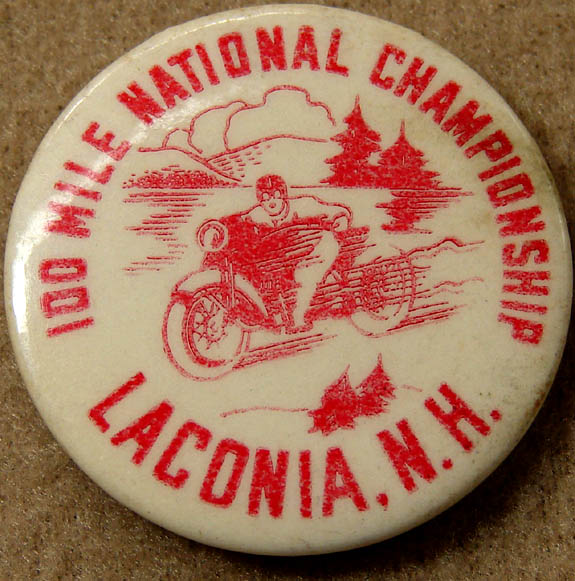 100 MILE NATIONAL CHAMPIONSHIP
LACONIA, N.H.